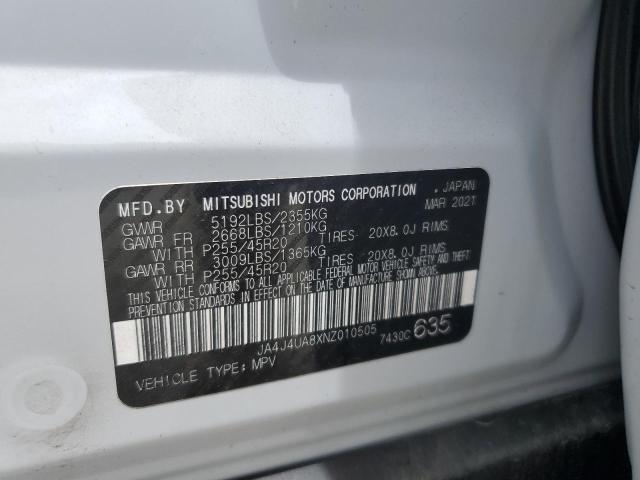 MFD.BY MITSUBISHI MOTORS CORPORATION . JAPAN
GVWR 5192LBS/2355KG MAR 2021
GAWR FR 2668LBS/1210KG
WITH P255/45R20 TIRES 20X8.0J RIMS
GAWR RR 3009LBS/1365KG
WITH P255/45R20 TIRES 20X8.0J RIMS
THIS VEHICLE CONFORMS TO ALL APPLICABLE FEDERAL MOTOR VEHICLE SAFETY AND THEFT
PREVENTION STANDARDS IN EFFECT ON THE DATE OF MANUFACTURE SHOWN ABOVE.
JA4J4UA8XNZ010505 7430C 635
VEHICLE TYPE: MPV